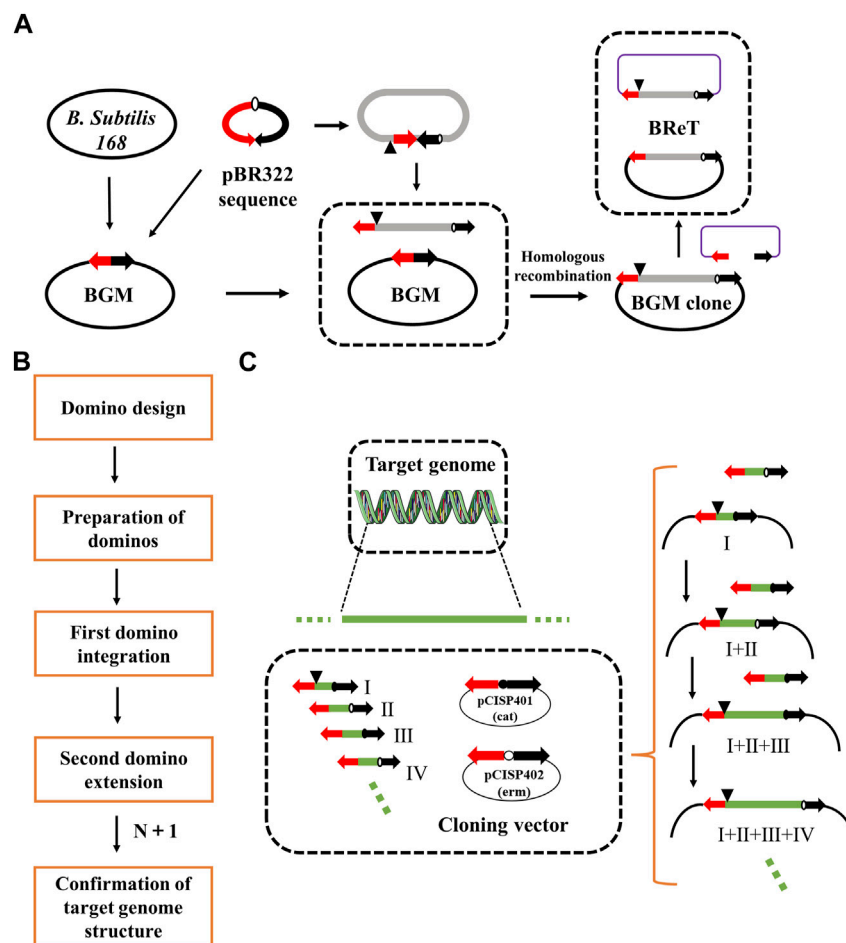 A
B. Subtilis
168
pBR322
sequence
BReT
BGM
BGM
Homologous
recombination
BGM clone
B
Domino design
Preparation of
dominos
First domino
integration
Second domino
extension
N + 1
Confirmation of
target genome
structure
C
Target genome
I
II
III
IV
pCISP401
(cat)
pCISP402
(erm)
Cloning vector
I
I+II
I+II+III
I+II+III+IV